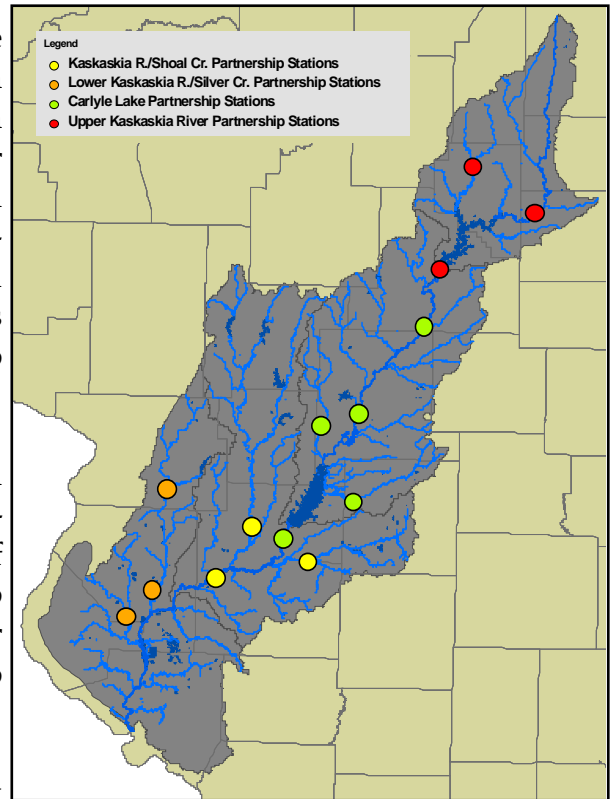 Legend
Kaskaskia R./Shoal Cr. Partnership Stations
Lower Kaskaskia R./Silver Cr. Partnership Stations
Carlyle Lake Partnership Stations
Upper Kaskaskia River Partnership Stations